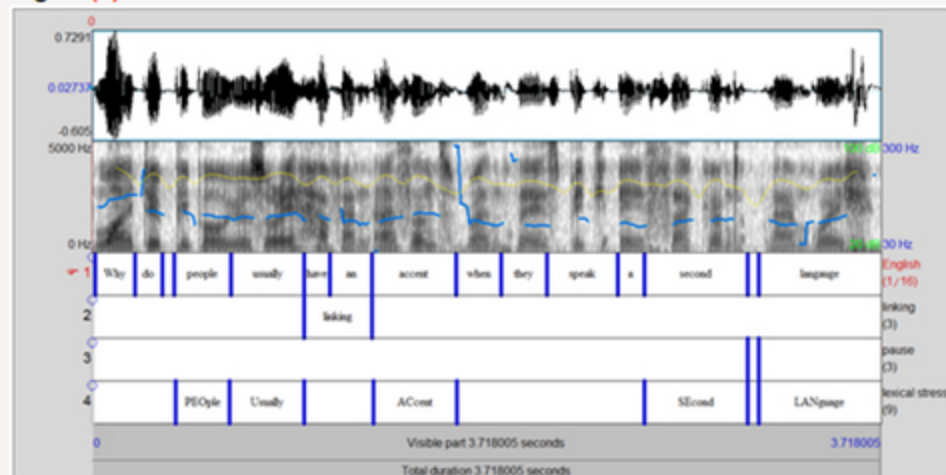 0
0.7291
0.02737
-0.605
5000 Hz
300 Hz
0 Hz
30 Hz
1 Why do people usually have an accent when they speak a second langauge English
(1/16)
2 linking linking
(3)
3 pause
(3)
4 PEOple Usually ACcent SEcond LANguage lexical stress
(9)
0 Visible part 3.718005 seconds 3.718005
Total duration 3.718005 seconds